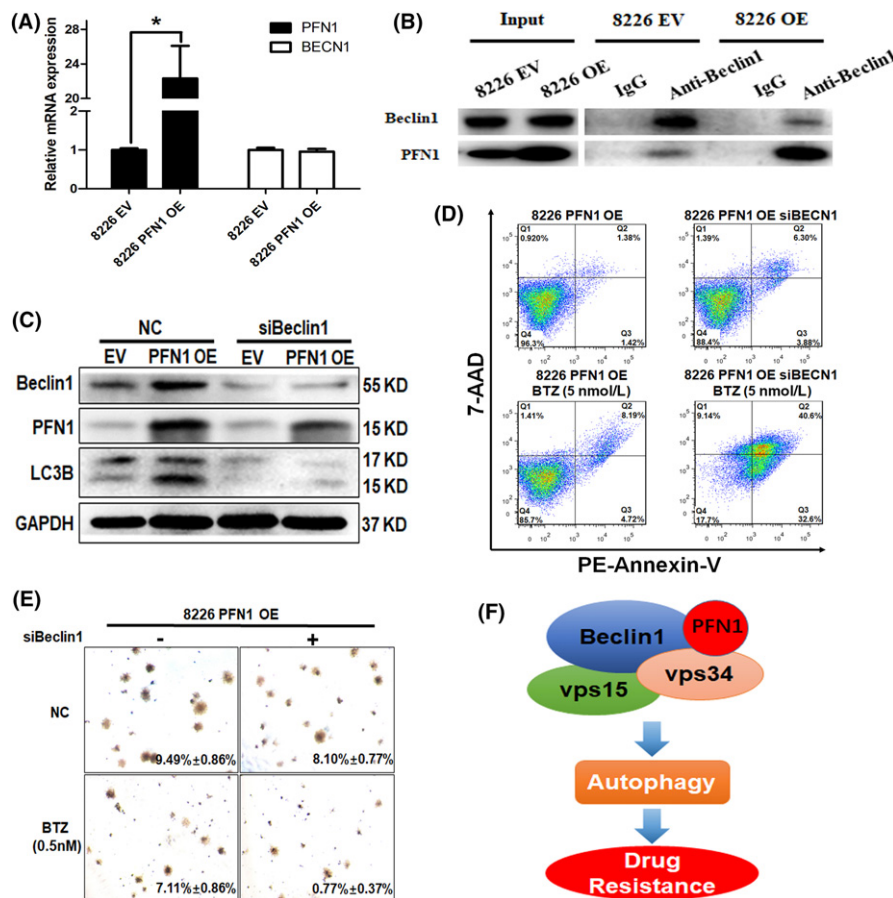 (A)
*
PFN1
BECN1
Relative mRNA expression
28
24
20
1
0
8226 EV
8226 PFN1 OE
8226 EV
8226 PFN1 OE
(B)
Input
8226 EV
8226 OE
8226 EV
8226 OE
IgG
Anti-Beclin1
IgG
Anti-Beclin1
Beclin1
PFN1
(C)
NC
siBeclin1
EV
PFN1 OE
EV
PFN1 OE
Beclin1
55 KD
PFN1
15 KD
LC3B
17 KD
15 KD
GAPDH
37 KD
(D)
7-AAD
8226 PFN1 OE
Q1
0.920%
Q2
1.38%
Q4
96.3%
Q3
1.42%
8226 PFN1 OE siBECN1
Q1
1.39%
Q2
6.30%
Q4
88.4%
Q3
3.88%
8226 PFN1 OE
BTZ (5 nmol/L)
Q1
1.41%
Q2
8.19%
Q4
85.7%
Q3
4.72%
8226 PFN1 OE siBECN1
BTZ (5 nmol/L)
Q1
9.14%
Q2
40.6%
Q4
17.7%
Q3
32.6%
PE-Annexin-V
(E)
8226 PFN1 OE
siBeclin1
-
+
NC
9.49%±0.86%
8.10%±0.77%
BTZ
(0.5nM)
7.11%±0.86%
0.77%±0.37%
(F)
Beclin1
PFN1
vps15
vps34
Autophagy
Drug
Resistance